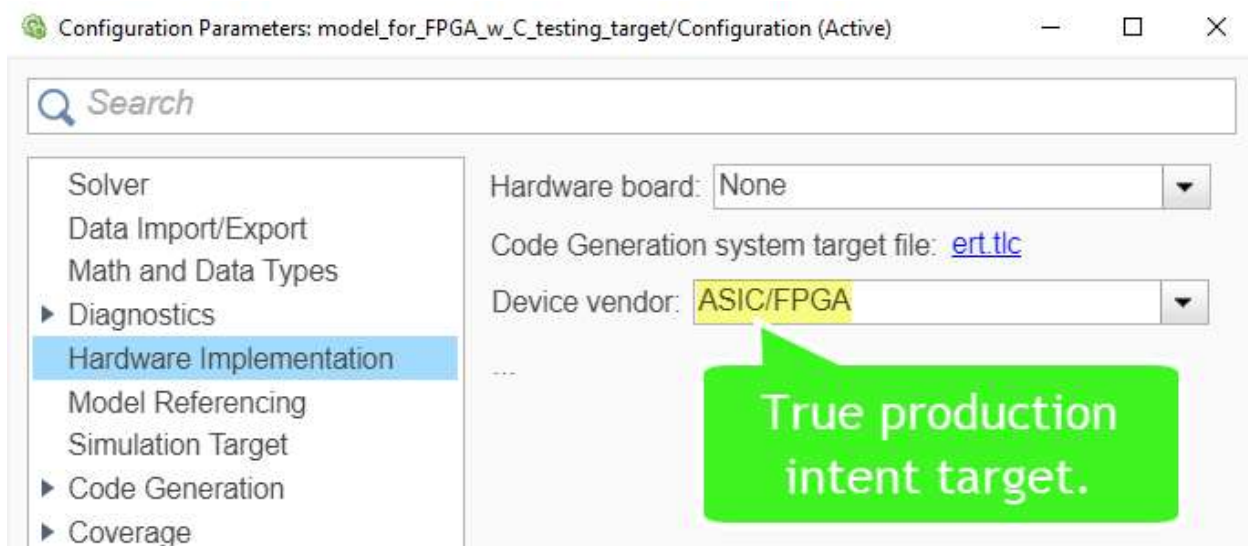 Configuration Parameters: model_for_FPGA_w_C_testing_target/Configuration (Active)
Search
Solver
Data Import/Export
Math and Data Types
Diagnostics
Hardware Implementation
Model Referencing
Simulation Target
Code Generation
Coverage
Hardware board: None
Code Generation system target file: ert.tlc
Device vendor: ASIC/FPGA
...
True production
intent target.